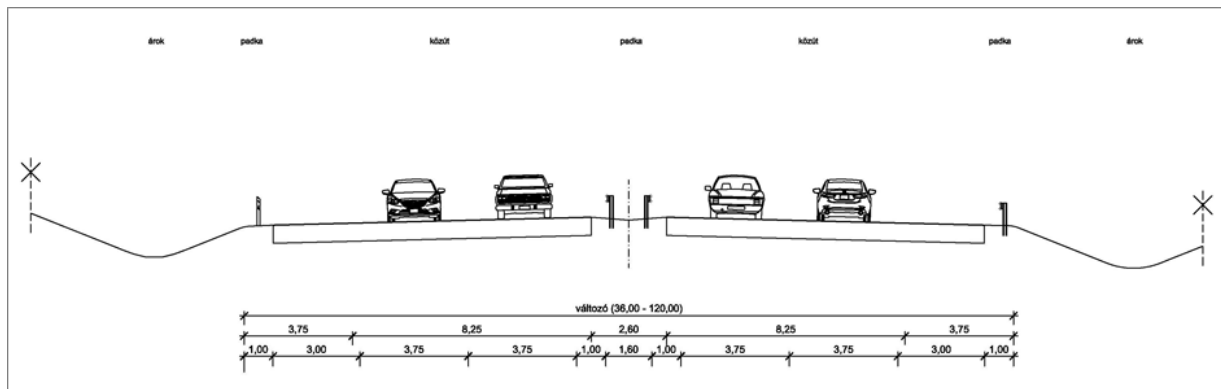 árok padka közút padka közút padka árok
változó (36,00 - 120,00)
3,75 8,25 2,60 8,25 3,75
1,00 3,00 3,75 3,75 1,00 1,60 1,00 3,75 3,75 3,00 1,00